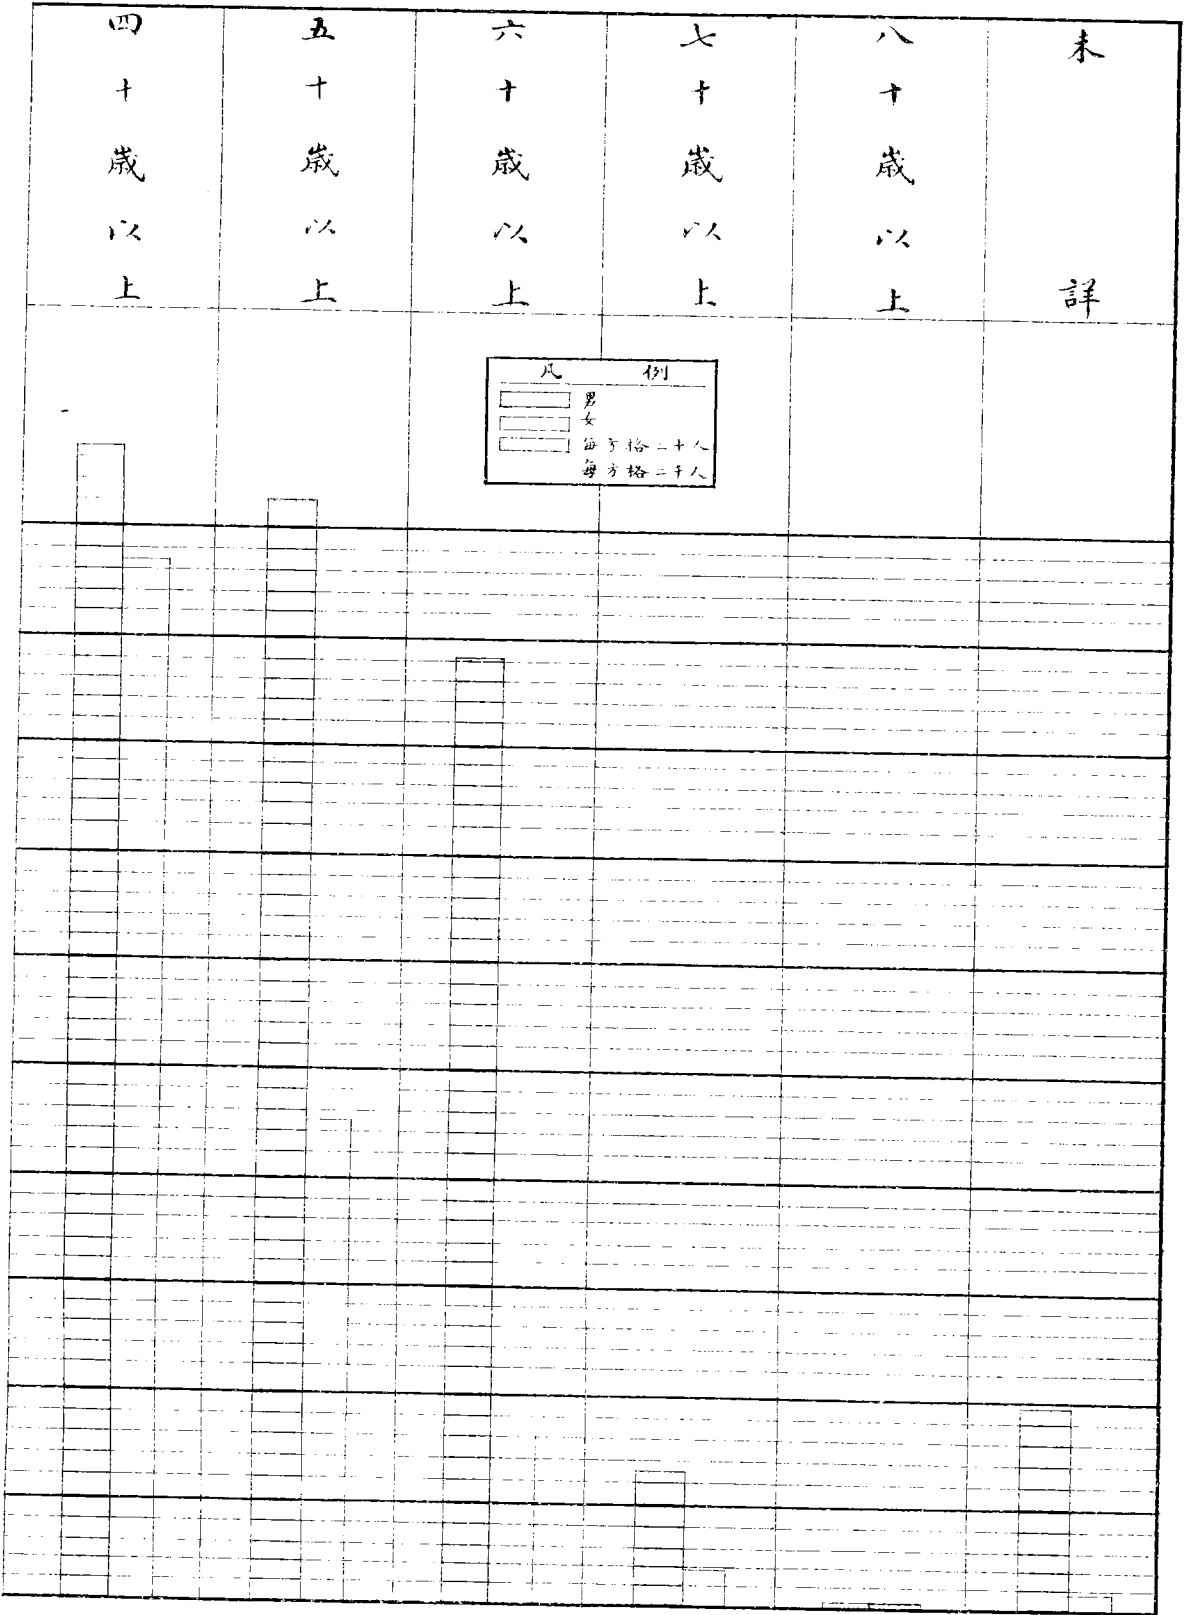 四十歲以上
五十歲以上
六十歲以上
七十歲以上
八十歲以上
未詳
凡例
男
女
每方格二十人
每方格二千人